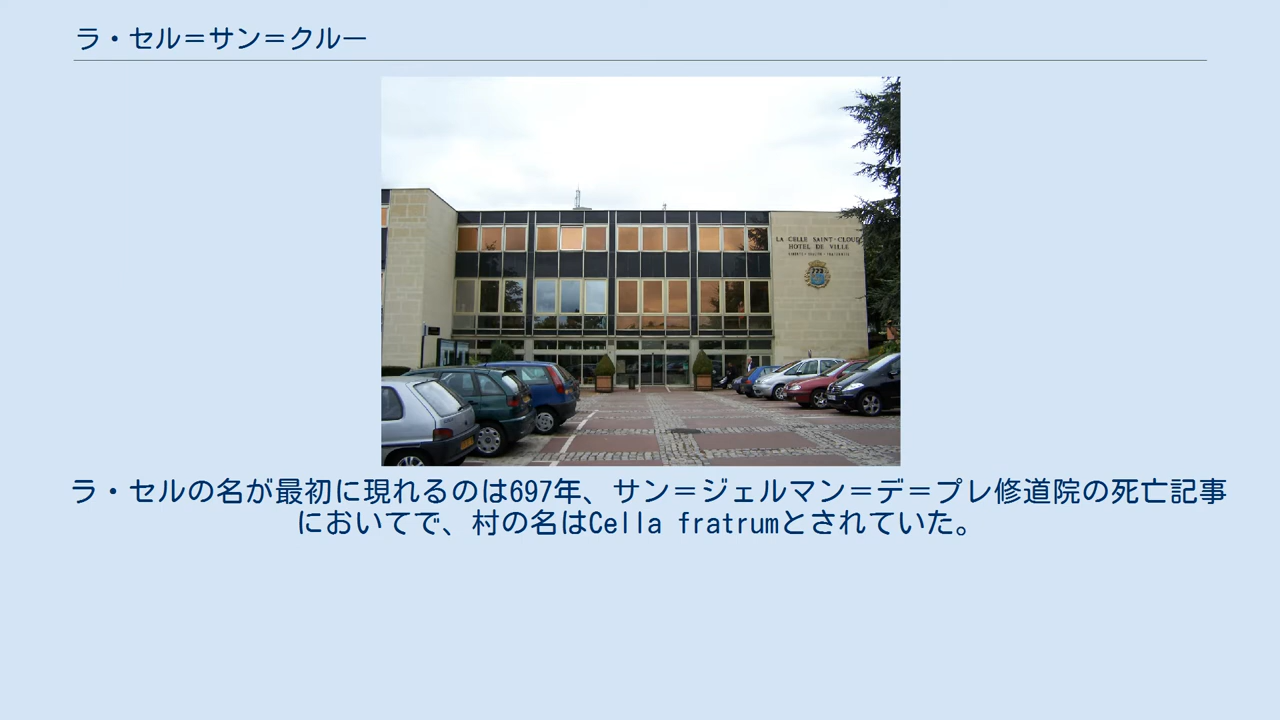 ラ・セル＝サン＝クルー
LA CELLE SAINT-CLOUD
HOTEL DE VILLE
LIBERTE · EGALITE · FRATERNITE
ラ・セルの名が最初に現れるのは697年、サン＝ジェルマン＝デ＝プレ修道院の死亡記事
においてで、村の名はCella fratrumとされていた。